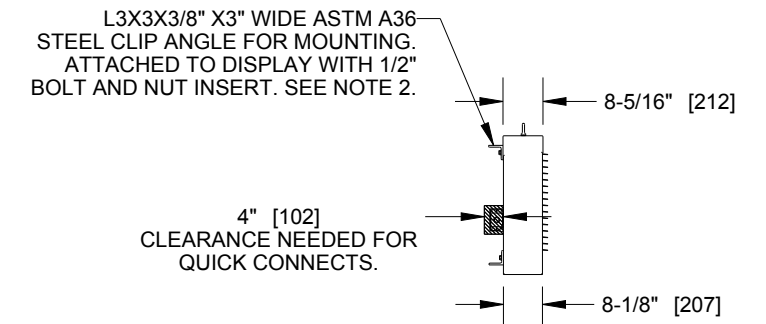 L3X3X3/8" X3" WIDE ASTM A36
STEEL CLIP ANGLE FOR MOUNTING.
ATTACHED TO DISPLAY WITH 1/2"
BOLT AND NUT INSERT. SEE NOTE 2.
8-5/16" [212]
4" [102]
CLEARANCE NEEDED FOR
QUICK CONNECTS.
8-1/8" [207]